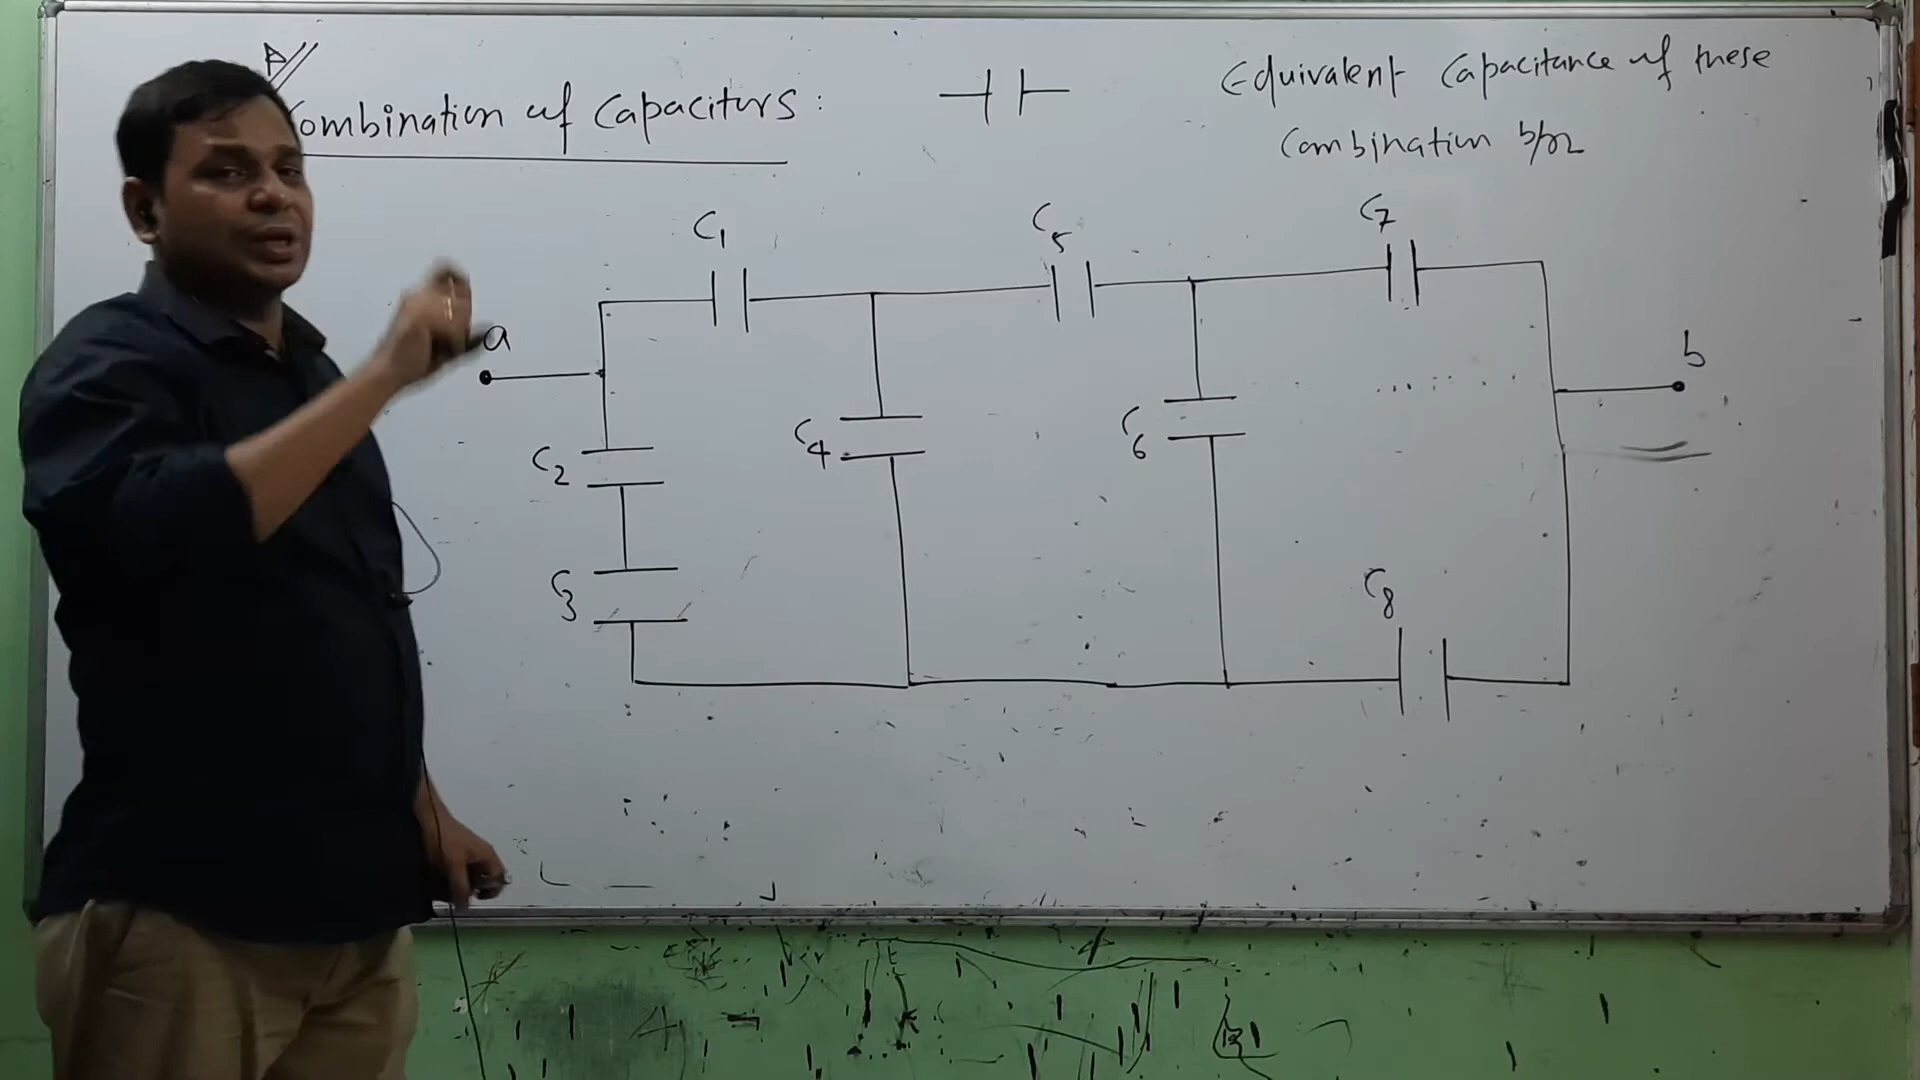 Combination of Capacitors :
Equivalent Capacitance of these
Combination b/n
C1
C5
C7
a
b
C2
C4
C6
C3
C8